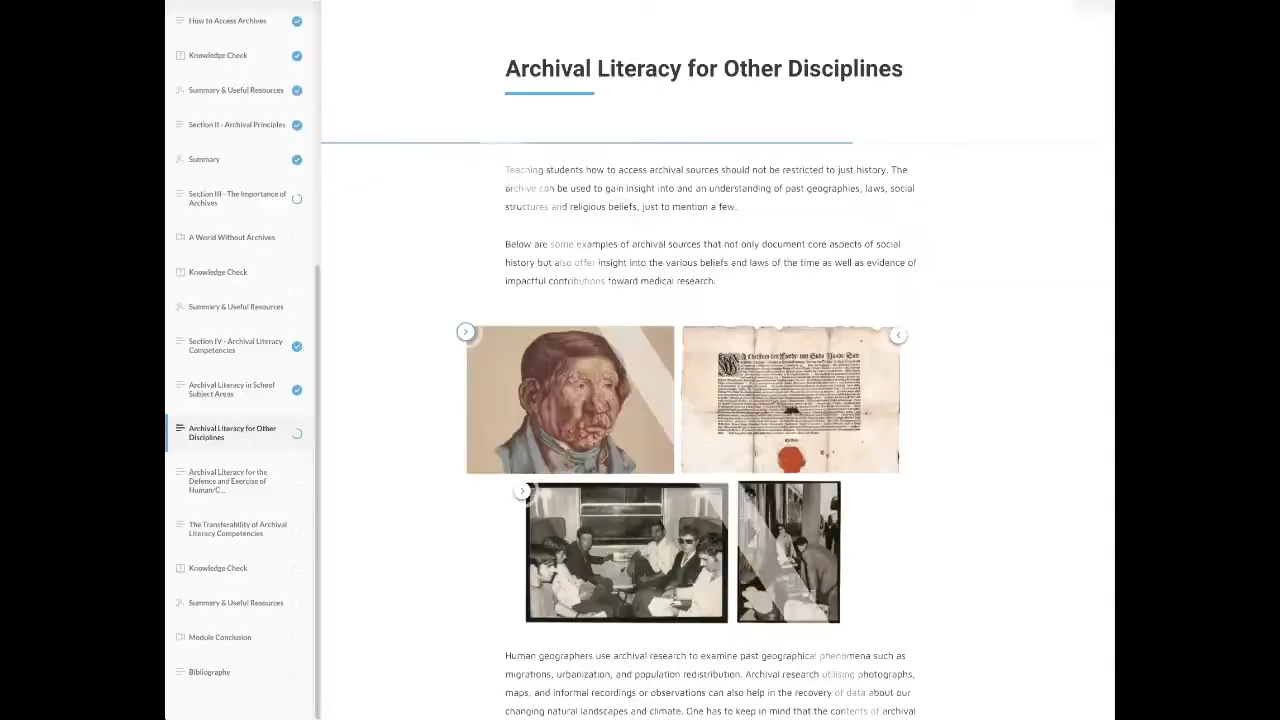 How to Access Archives
Knowledge Check
Summary & Useful Resources
Section II - Archival Principles
Summary
Section III - The Importance of
Archives
A World Without Archives
Knowledge Check
Summary & Useful Resources
Section IV - Archival Literacy
Competencies
Archival Literacy in School
Subject Areas
Archival Literacy for Other
Disciplines
Archival Literacy for the
Defence and Exercise of
Human/C...
The Transferability of Archival
Literacy Competencies
Knowledge Check
Summary & Useful Resources
Module Conclusion
Bibliography
Archival Literacy for Other Disciplines
Teaching students how to access archival sources should not be restricted to just history. The
archive can be used to gain insight into and an understanding of past geographies, laws, social
structures and religious beliefs, just to mention a few.
Below are some examples of archival sources that not only document core aspects of social
history but also offer insight into the various beliefs and laws of the time as well as evidence of
impactful contributions toward medical research.
Human geographers use archival research to examine past geographical phenomena such as
migrations, urbanization, and population redistribution. Archival research utilising photographs,
maps, and informal recordings or observations can also help in the recovery of data about our
changing natural landscapes and climate. One has to keep in mind that the contents of archival